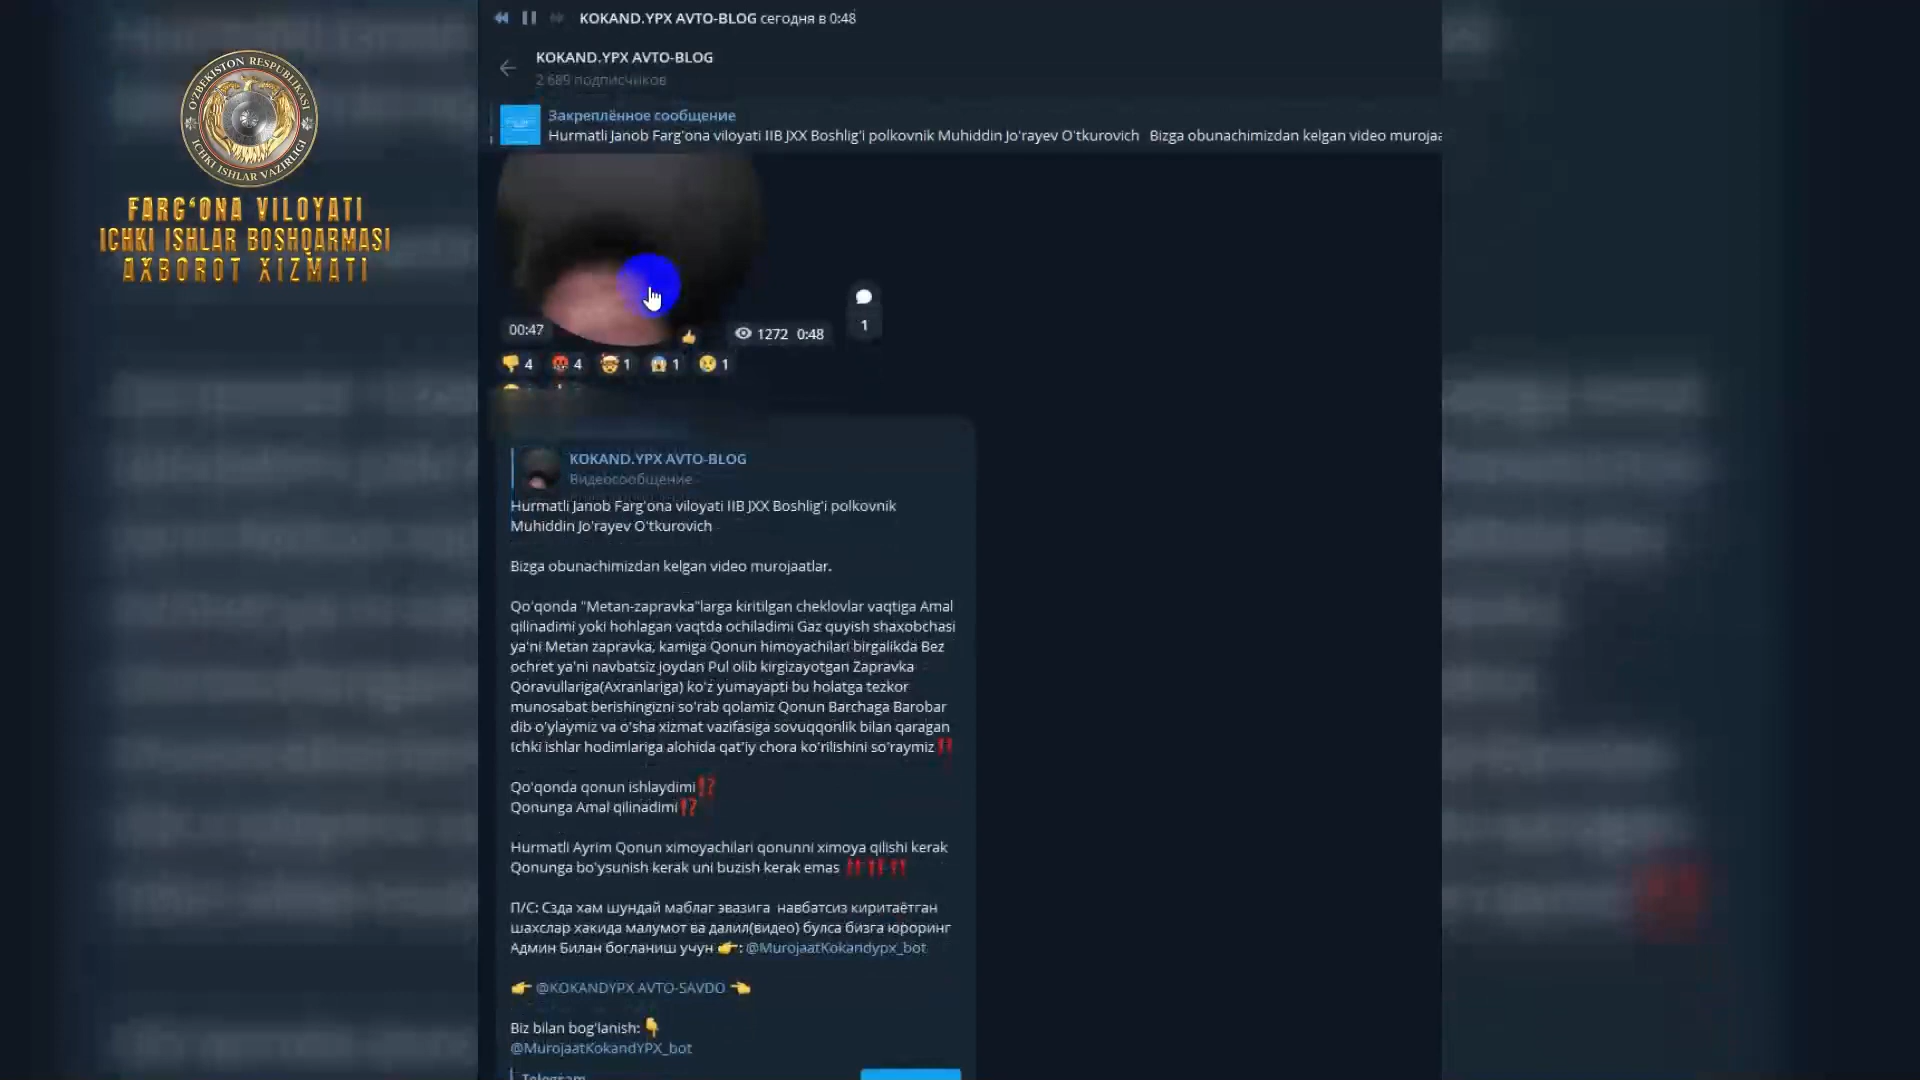 KOKAND.YPX AVTO-BLOG сегодня в 0:48
KOKAND.YPX AVTO-BLOG
2 689 подписчиков
Закреплённое сообщение
Hurmatli Janob Farg'ona viloyati IIB JXX Boshlig'i polkovnik Muhiddin Jo'rayev O'tkurovich Bizga obunachimizdan kelgan video murojaa
O'ZBEKISTON RESPUBLIKASI
ICHKI ISHLAR VAZIRLIGI
FARG‘ONA VILOYATI
ICHKI ISHLAR BOSHQARMASI
AXBOROT XIZMATI
00:47
1272 0:48
1
4 4 1 1 1
KOKAND.YPX AVTO-BLOG
Видеосообщение
Hurmatli Janob Farg'ona viloyati IIB JXX Boshlig'i polkovnik
Muhiddin Jo'rayev O'tkurovich
Bizga obunachimizdan kelgan video murojaatlar.
Qo'qonda "Metan-zapravka"larga kiritilgan cheklovlar vaqtiga Amal
qilinadimi yoki hohlagan vaqtda ochiladimi Gaz quyish shaxobchasi
ya'ni Metan zapravka, kamiga Qonun himoyachilari birgalikda Bez
ochret ya'ni navbatsiz joydan Pul olib kirgizayotgan Zapravka
Qoravullariga(Axranlariga) ko'z yumayapti bu holatga tezkor
munosabat berishingizni so'rab qolamiz Qonun Barchaga Barobar
dib o'ylaymiz va o'sha xizmat vazifasiga sovuqqonlik bilan qaragan
Ichki ishlar hodimlariga alohida qat'iy chora ko'rilishini so'raymiz‼️
Qo'qonda qonun ishlaydimi⁉️
Qonunga Amal qilinadimi⁉️
Hurmatli Ayrim Qonun ximoyachilari qonunni ximoya qilishi kerak
Qonunga bo'ysunish kerak uni buzish kerak emas ‼️‼️‼️
П/С: Сзда хам шундай маблаг эвазига навбатсиз киритаётган
шахслар хакида малумот ва далил(видео) булса бизга юроринг
Админ Билан богланиш учун 👉: @MurojaatKokandypx_bot
👉 @KOKANDYPX AVTO-SAVDO 👈
Biz bilan bog'lanish: 👇
@MurojaatKokandYPX_bot
Telegram